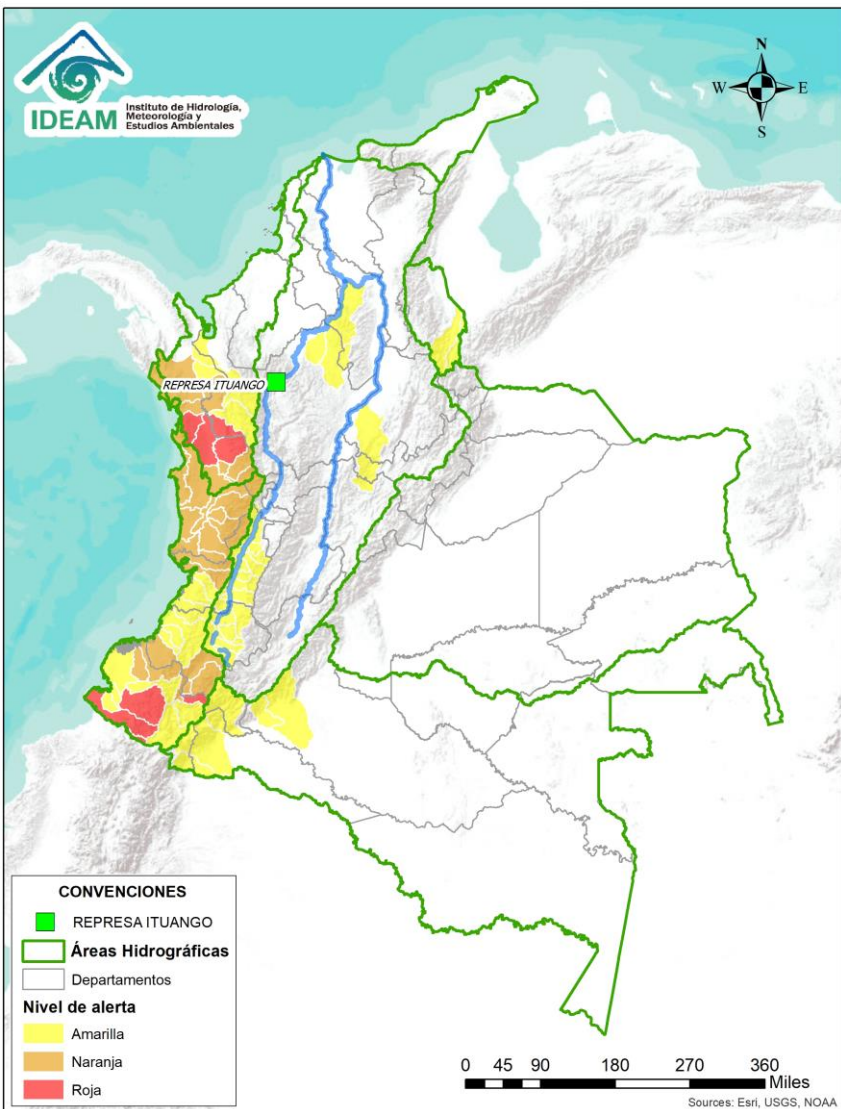 IDEAM
Instituto de Hidrología,
Meteorología y
Estudios Ambientales
N
W
E
S
REPRESA ITUANGO
CONVENCIONES
REPRESA ITUANGO
Áreas Hidrográficas
Departamentos
Nivel de alerta
Amarilla
Naranja
Roja
0 45 90 180 270 360
Miles
Sources: Esri, USGS, NOAA